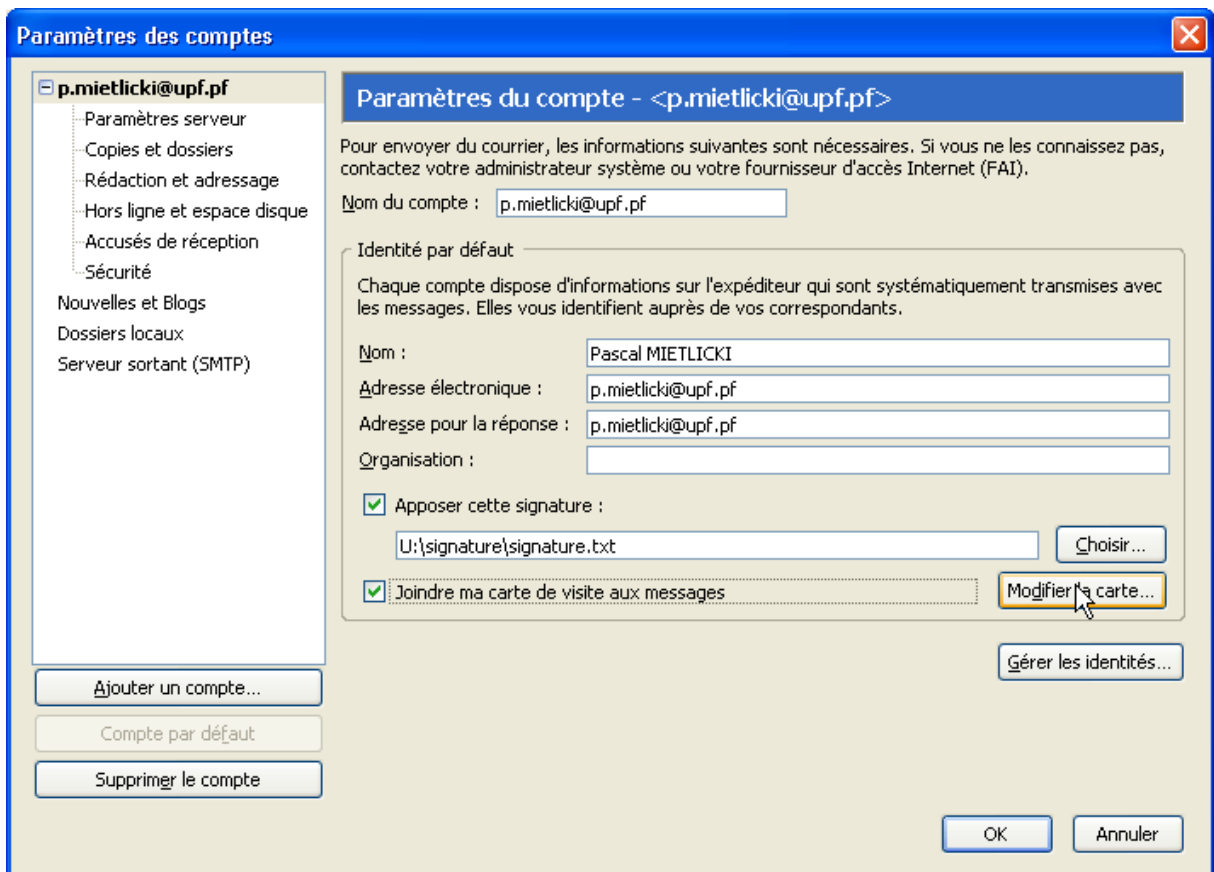 Paramètres des comptes
p.mietlicki@upf.pf
Paramètres serveur
Copies et dossiers
Rédaction et adressage
Hors ligne et espace disque
Accusés de réception
Sécurité
Nouvelles et Blogs
Dossiers locaux
Serveur sortant (SMTP)
Ajouter un compte...
Compte par défaut
Supprimer le compte
Paramètres du compte - <p.mietlicki@upf.pf>
Pour envoyer du courrier, les informations suivantes sont nécessaires. Si vous ne les connaissez pas,
contactez votre administrateur système ou votre fournisseur d'accès Internet (FAI).
Nom du compte : p.mietlicki@upf.pf
Identité par défaut
Chaque compte dispose d'informations sur l'expéditeur qui sont systématiquement transmises avec
les messages. Elles vous identifient auprès de vos correspondants.
Nom : Pascal MIETLICKI
Adresse électronique : p.mietlicki@upf.pf
Adresse pour la réponse : p.mietlicki@upf.pf
Organisation :
Apposer cette signature :
U:\signature\signature.txt Choisir...
Joindre ma carte de visite aux messages Modifier la carte...
Gérer les identités...
OK Annuler